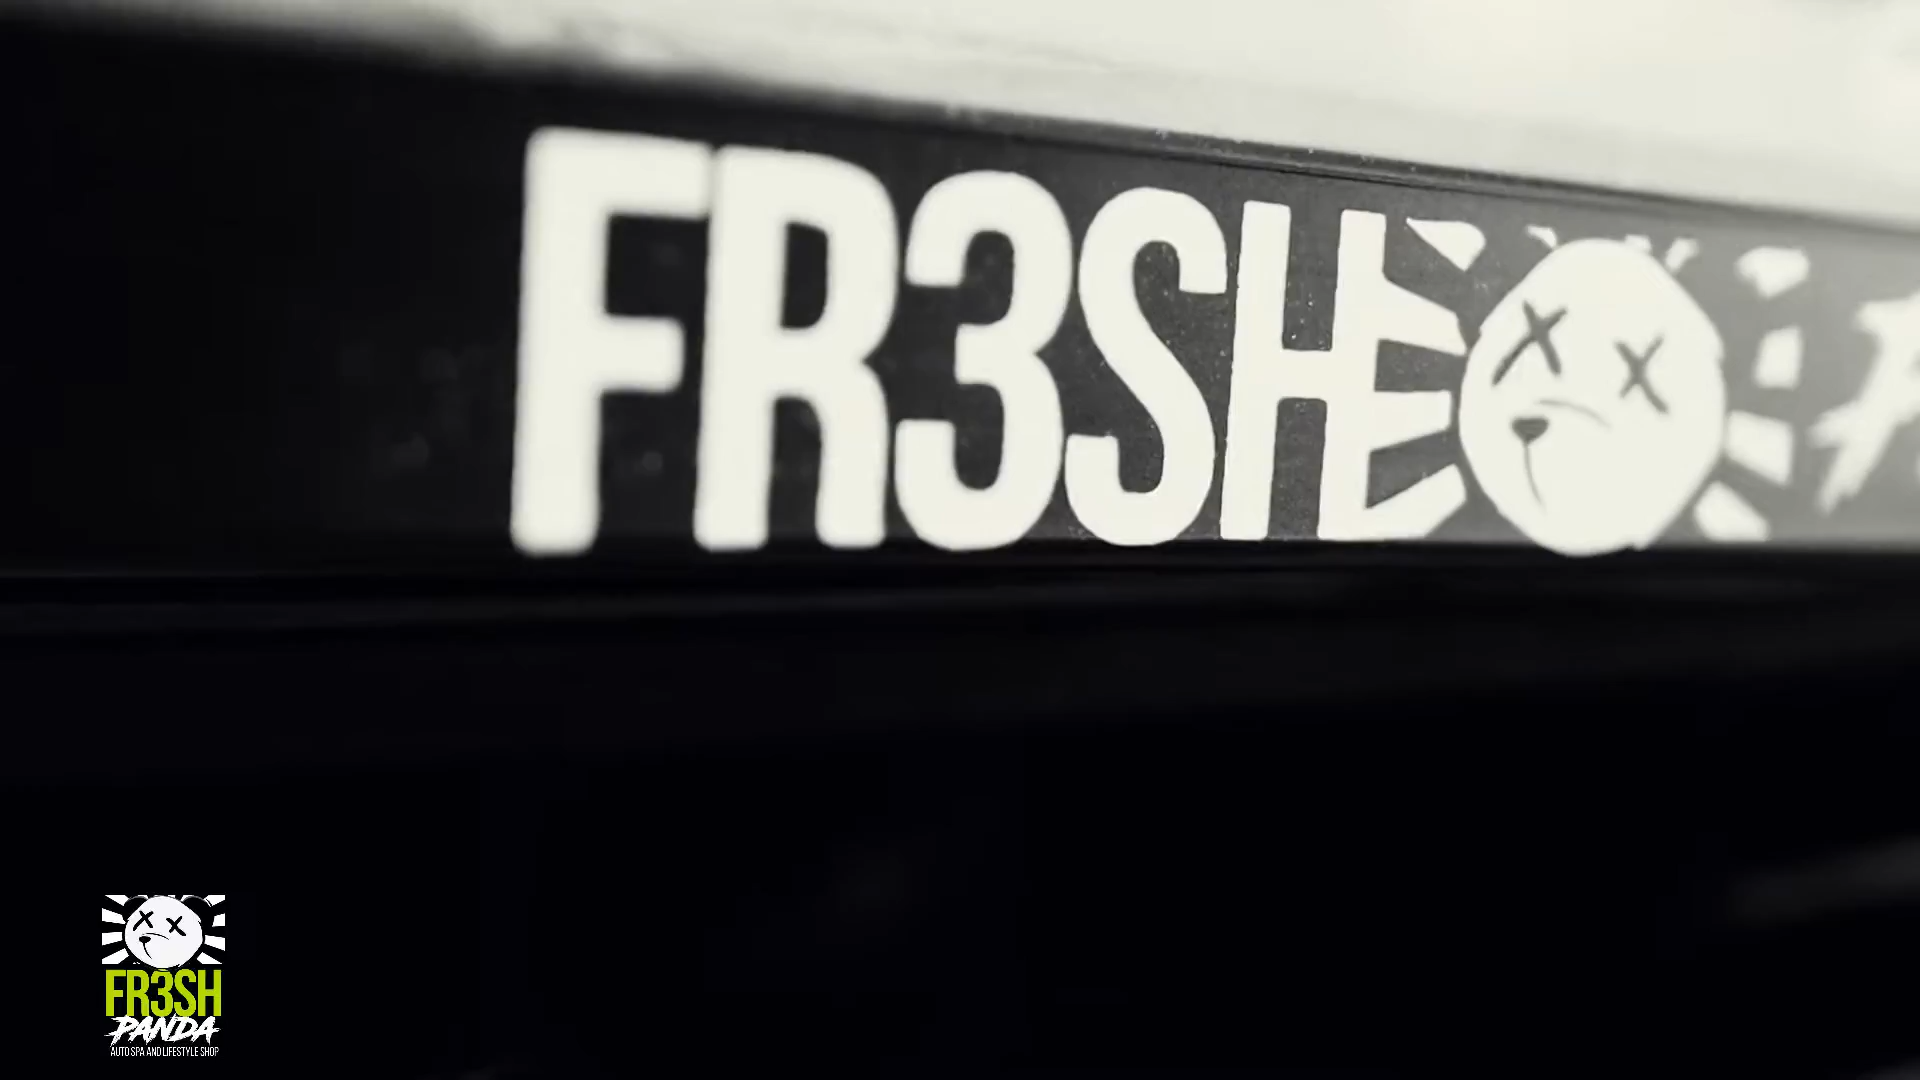 FR3SH
FR3SH
PANDA
AUTO SPA AND LIFESTYLE SHOP